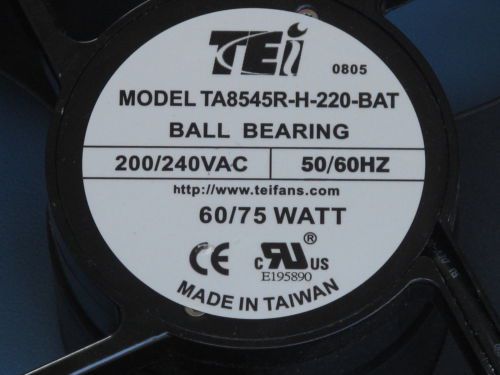 TEi
0805
MODEL TA8545R-H-220-BAT
BALL BEARING
200/240VAC 50/60HZ
http://www.teifans.com
60/75 WATT
CE c RU ® US
E195890
MADE IN TAIWAN